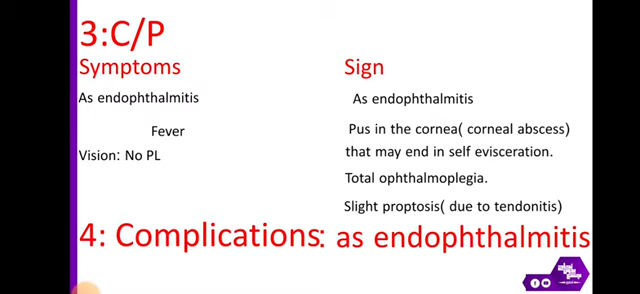 3:C/P
Symptoms
As endophthalmitis
Fever
Vision: No PL
Sign
As endophthalmitis
Pus in the cornea( corneal abscess)
that may end in self evisceration.
Total ophthalmoplegia.
Slight proptosis( due to tendonitis)
4: Complications: as endophthalmitis